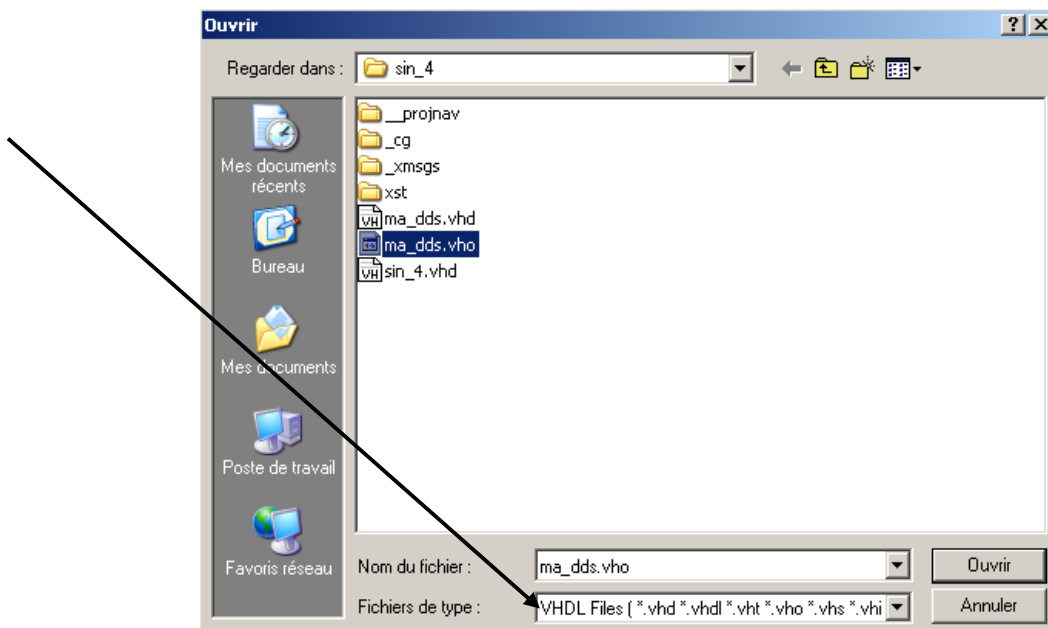 Ouvrir
Regarder dans :
sin_4
Mes documents
récents
Bureau
Mes documents
Poste de travail
Favoris réseau
__projnav
_cg
_xmsgs
xst
ma_dds.vhd
ma_dds.vho
sin_4.vhd
Nom du fichier :
ma_dds.vho
Ouvrir
Fichiers de type :
VHDL Files ( *.vhd *.vhdl *.vht *.vho *.vhs *.vhi
Annuler